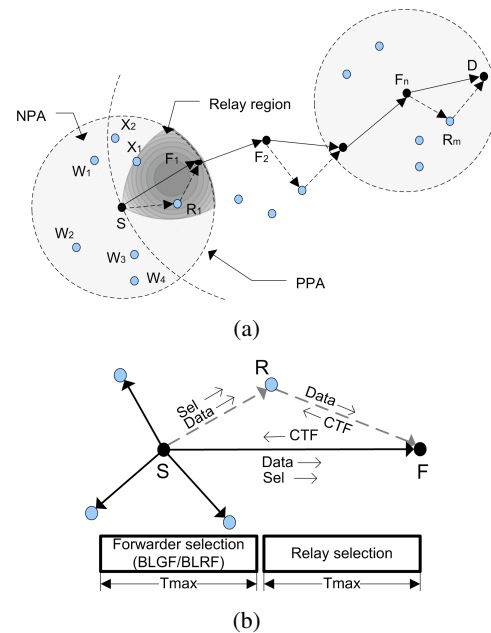 D
Fn
Rm
NPA
Relay region
X2
X1
F1
F2
W1
S
R1
W2
W3
W4
PPA
(a)
R
Sel
Data
Data
CTF
CTF
S
F
Data
Sel
Forwarder selection
(BLGF/BLRF)
Relay selection
Tmax
Tmax
(b)